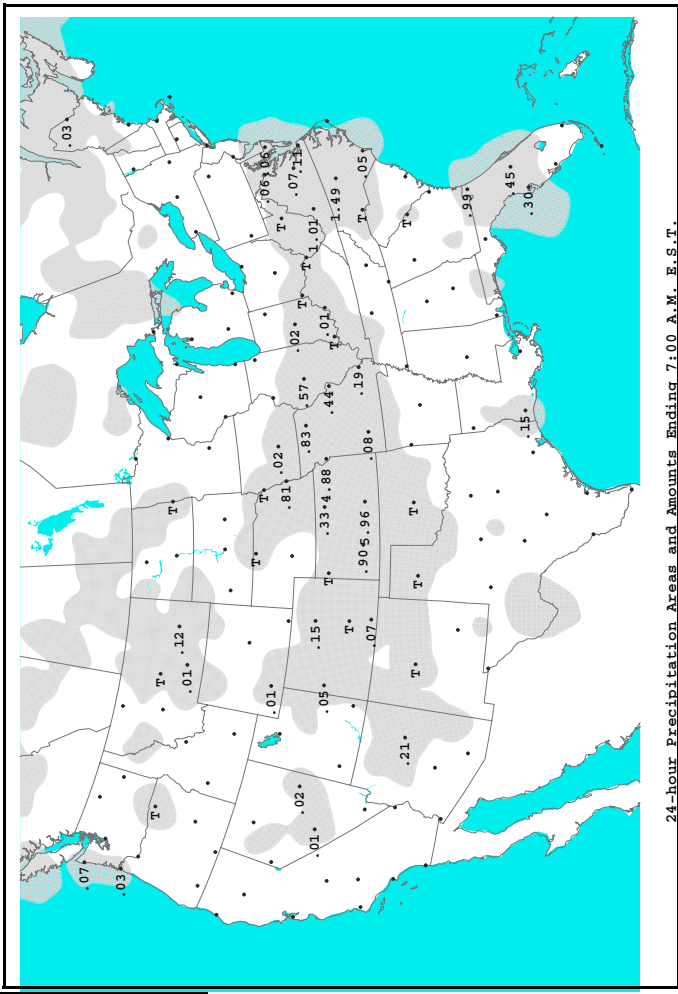 .03
.07
.03
T
T
T
.12
.01
T
T
.06 .06
.01
.02
T
.81
.07
.02
.11
.02
T
.57
.83
T
1.01
.01
.15
.01
.05
.33 4.88
T
.44
T
1.49
T
.19
T
.05
.90 5.96
.08
.07
.21
T
T
T
T
.99
.45
.15
.30
24-hour Precipitation Areas and Amounts Ending 7:00 A.M. E.S.T.